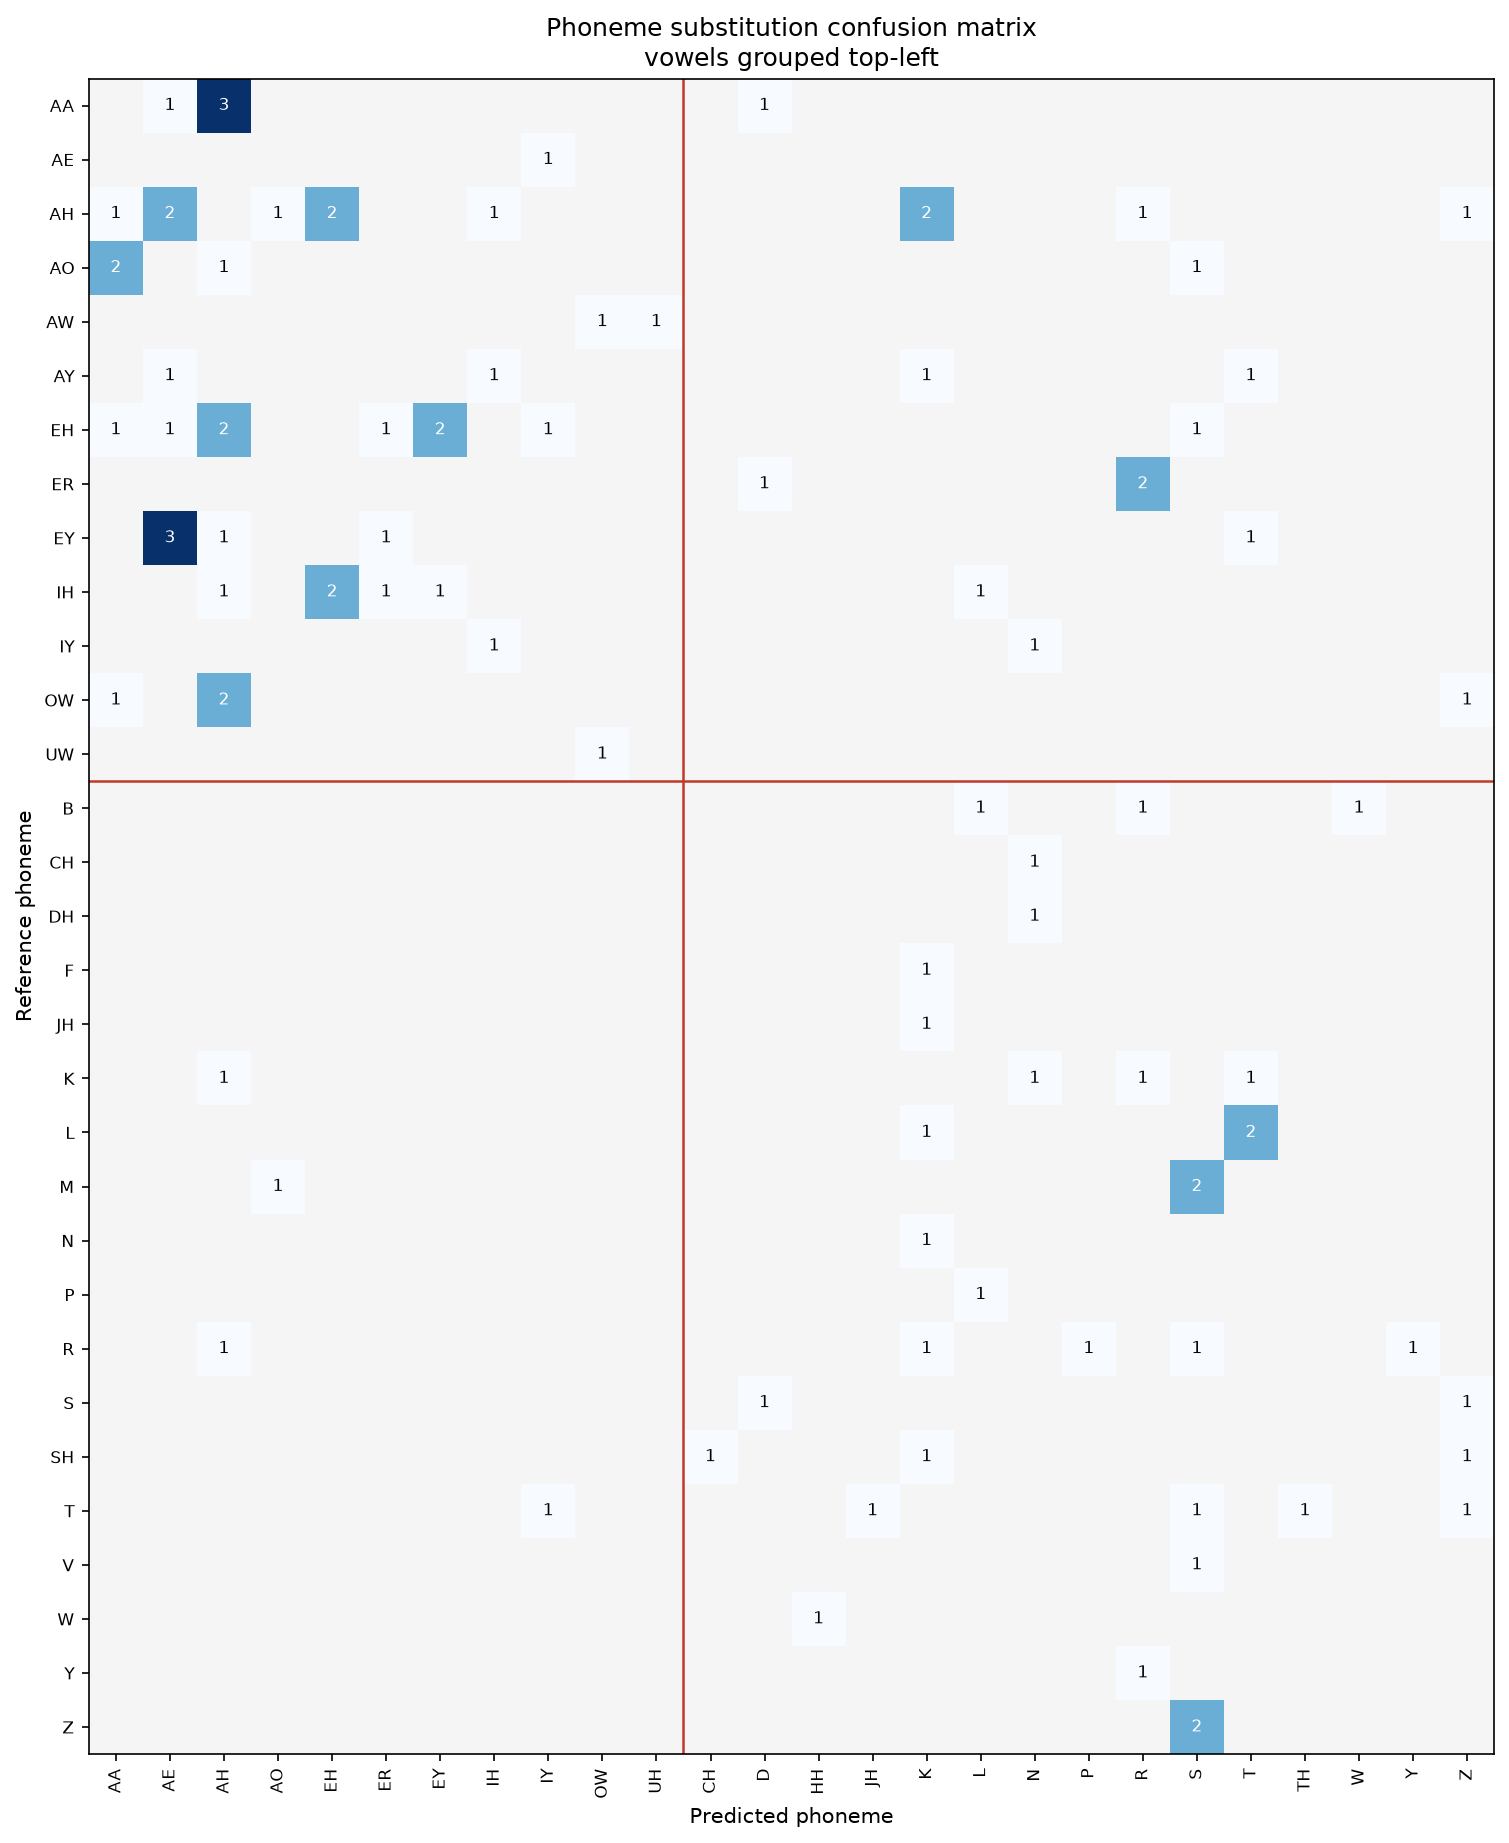 Phoneme substitution confusion matrix
vowels grouped top-left
AA 1 3 1
AE 1
AH 1 2 1 2 1 2 1 1
AO 2 1 1
AW 1 1
AY 1 1 1 1
EH 1 1 2 1 2 1 1
ER 1 2
EY 3 1 1 1
IH 1 2 1 1 1
IY 1 1
OW 1 2 1
UW 1
B 1 1 1
CH 1
DH 1
F 1
JH 1
K 1 1 1 1
L 1 2
M 1 2
N 1
P 1
R 1 1 1 1 1
S 1 1
SH 1 1 1
T 1 1 1 1 1
V 1
W 1
Y 1
Z 2
Reference phoneme
AA AE AH AO EH ER EY IH IY OW UH CH D HH JH K L N P R S T TH W Y Z
Predicted phoneme